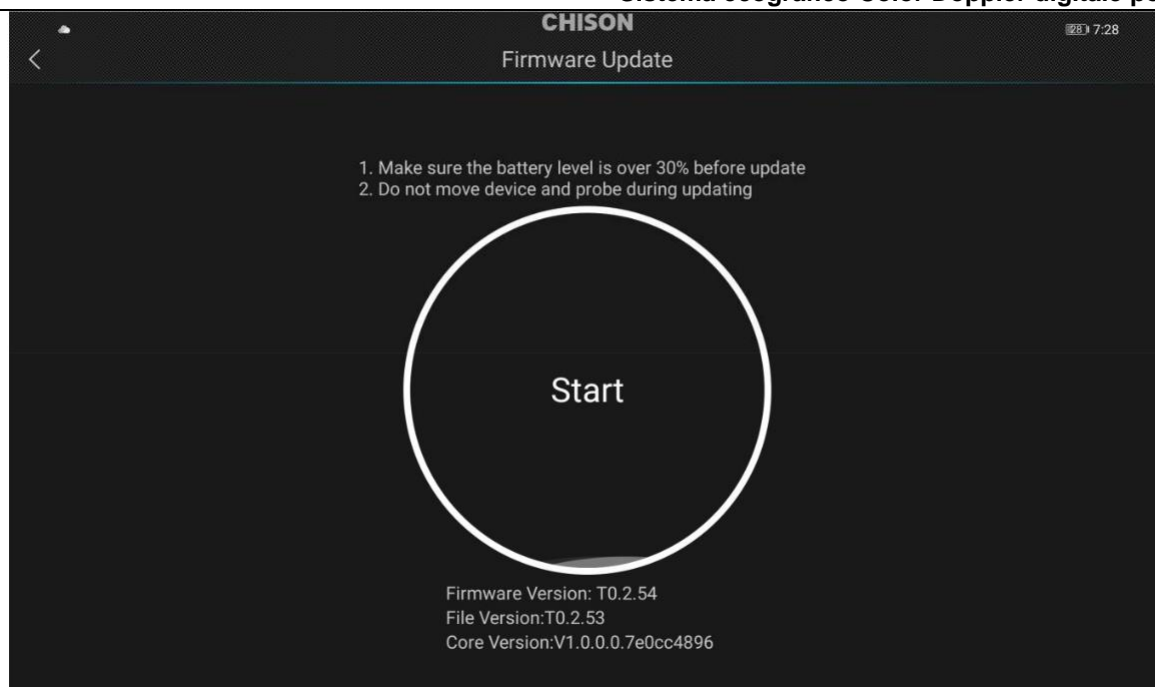 CHISON
28 7:28
Firmware Update
1. Make sure the battery level is over 30% before update
2. Do not move device and probe during updating
Start
Firmware Version: T0.2.54
File Version:T0.2.53
Core Version:V1.0.0.0.7e0cc4896